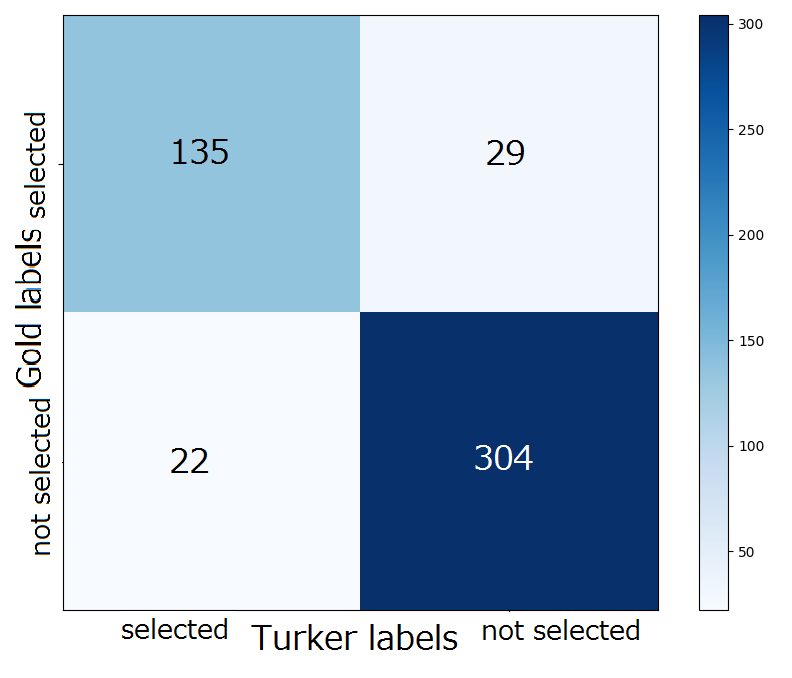 Gold labels
selected
not selected
135
29
22
304
selected
not selected
Turker labels
300
250
200
150
100
50